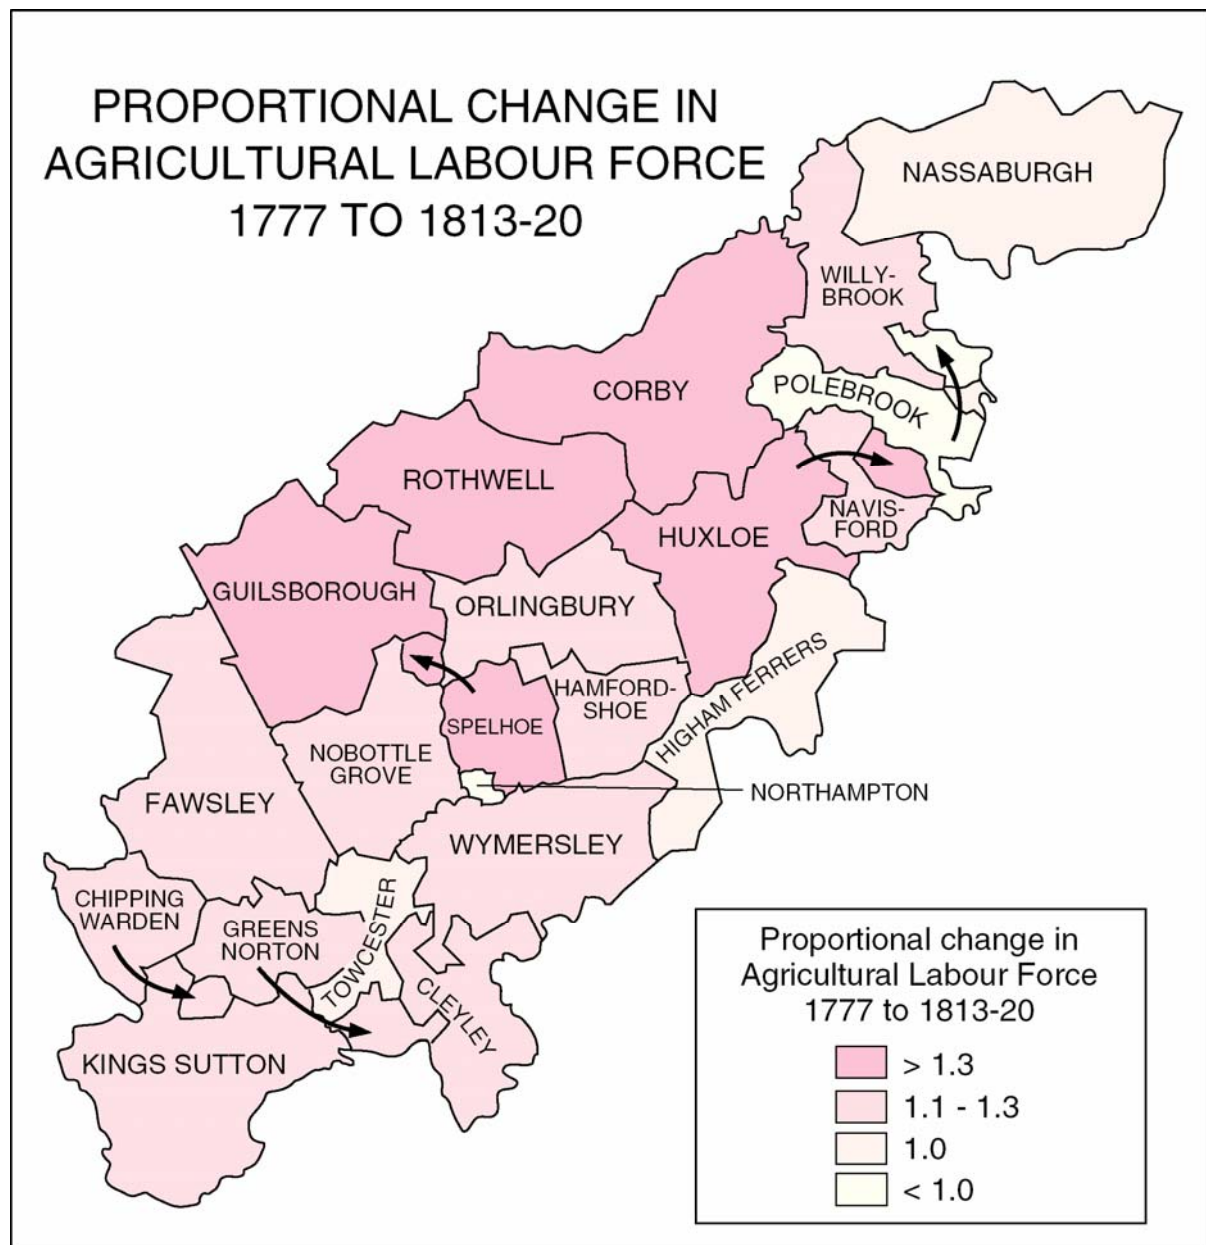 PROPORTIONAL CHANGE IN
AGRICULTURAL LABOUR FORCE
1777 TO 1813-20
NASSABURGH
WILLY-
BROOK
CORBY
POLEBROOK
ROTHWELL
NAVIS-
FORD
HUXLOE
GUILSBOROUGH
ORLINGBURY
HIGHAM FERRERS
HAMFORD-
SHOE
SPELHOE
NOBOTTLE
GROVE
FAWSLEY
NORTHAMPTON
WYMERSLEY
CHIPPING
WARDEN
GREENS
NORTON
TOWCESTER
CLEYLEY
KINGS SUTTON
Proportional change in
Agricultural Labour Force
1777 to 1813-20
> 1.3
1.1 - 1.3
1.0
< 1.0